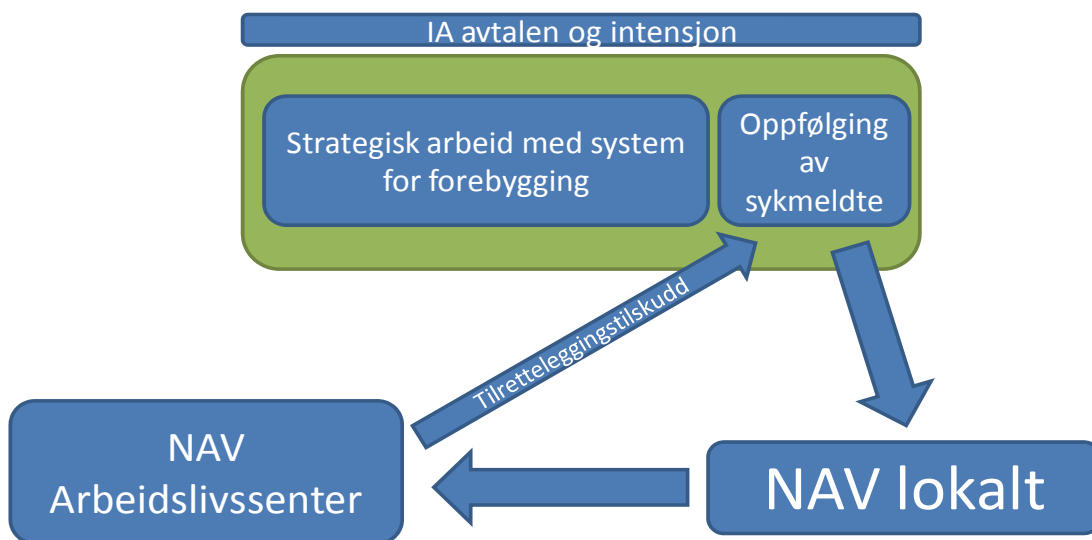 IA avtalen og intensjon
Strategisk arbeid med system
for forebygging
Oppfølging
av
sykmeldte
Tilretteleggingstilskudd
NAV
Arbeidslivssenter
NAV lokalt